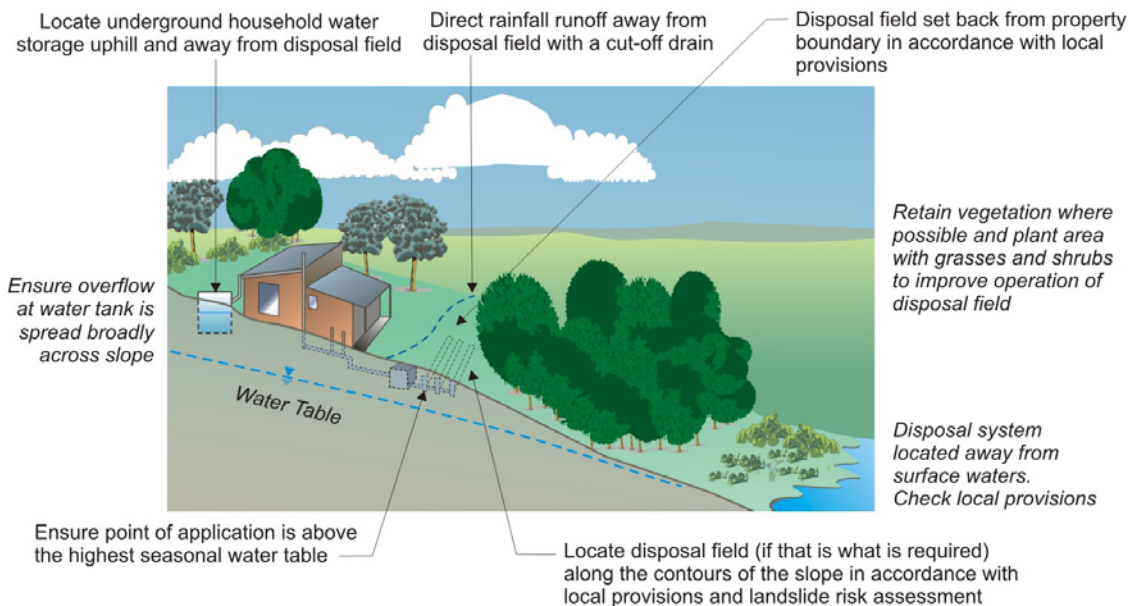 Locate underground household water
storage uphill and away from disposal field
Direct rainfall runoff away from
disposal field with a cut-off drain
Disposal field set back from property
boundary in accordance with local
provisions
Retain vegetation where
possible and plant area
with grasses and shrubs
to improve operation of
disposal field
Ensure overflow
at water tank is
spread broadly
across slope
Water Table
Disposal system
located away from
surface waters.
Check local provisions
Ensure point of application is above
the highest seasonal water table
Locate disposal field (if that is what is required)
along the contours of the slope in accordance with
local provisions and landslide risk assessment